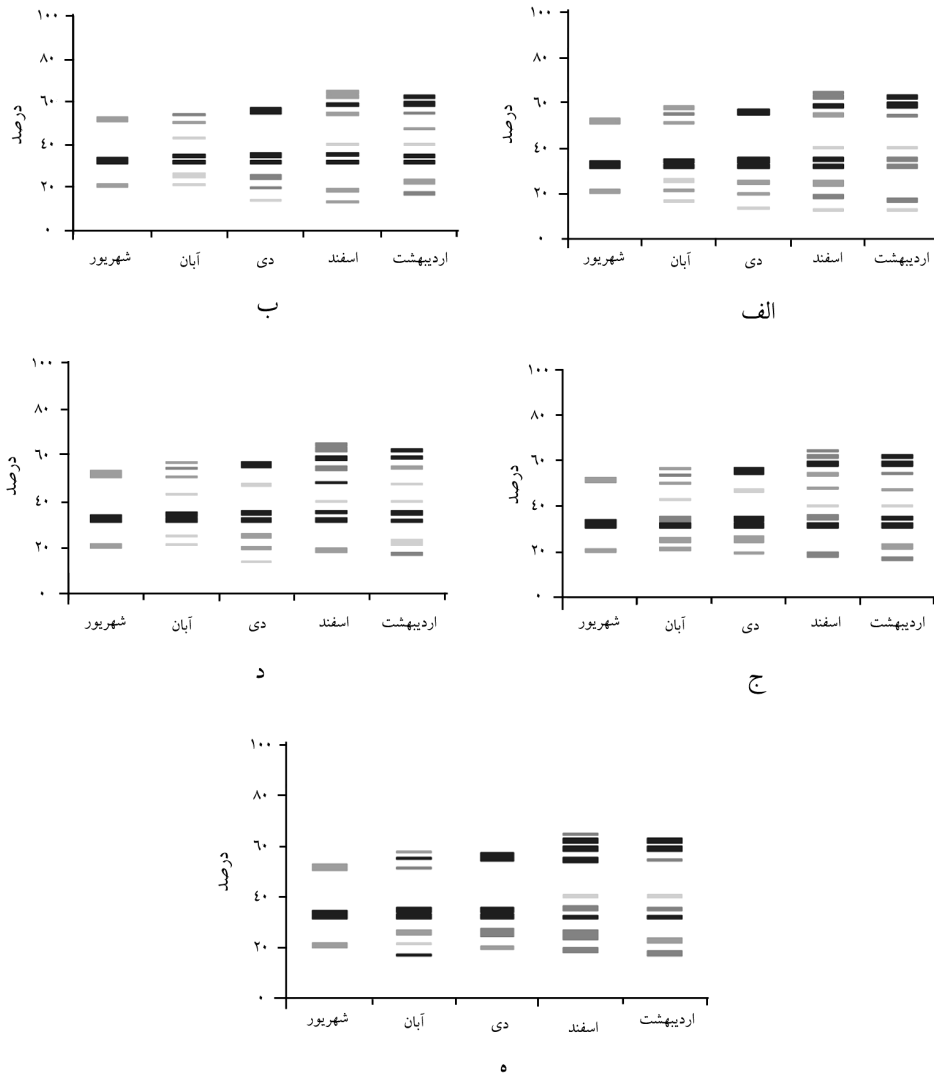 ۱۰۰
۸۰
۶۰
۴۰
۲۰
۰
درصد
شهریور آبان دی اسفند اردیبهشت
الف
۱۰۰
۸۰
۶۰
۴۰
۲۰
۰
درصد
شهریور آبان دی اسفند اردیبهشت
ب
۱۰۰
۸۰
۶۰
۴۰
۲۰
۰
درصد
شهریور آبان دی اسفند اردیبهشت
ج
۱۰۰
۸۰
۶۰
۴۰
۲۰
۰
درصد
شهریور آبان دی اسفند اردیبهشت
د
۱۰۰
۸۰
۶۰
۴۰
۲۰
۰
درصد
شهریور آبان دی اسفند اردیبهشت
ه